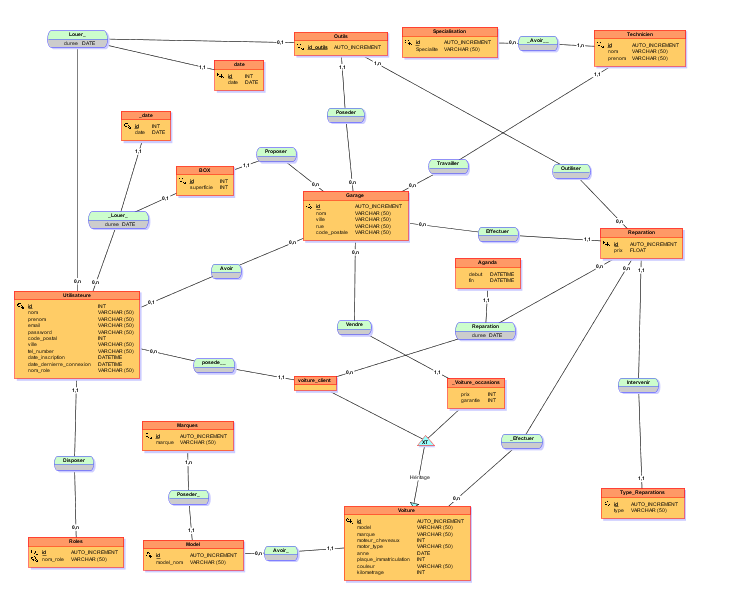 Louer_
duree DATE
0,1
1,1
0,n
Outils
id_outils AUTO_INCREMENT
1,1
1,n
Specialisation
id AUTO_INCREMENT
Specialite VARCHAR (50)
0,n
_Avoir__
1,n
Technicien
id AUTO_INCREMENT
nom VARCHAR (50)
prenom VARCHAR (50)
1,1
date
id INT
date DATE
_date
id INT
date DATE
1,1
Proposer
1,1
0,n
BOX
id INT
superficie INT
0,1
_Louer_
duree DATE
0,n
Poseder
0,n
Travailler
0,n
Outiliser
0,n
Garage
id AUTO_INCREMENT
nom VARCHAR (50)
ville VARCHAR (50)
rue VARCHAR (50)
code_postale VARCHAR (50)
0,n
Effectuer
1,1
Reparation
id AUTO_INCREMENT
prix FLOAT
0,n
0,n
1,1
0,n
Avoir
0,1
0,n
Aganda
debut DATETIME
fin DATETIME
1,1
Reparation
duree DATE
Utilisateure
id INT
nom VARCHAR (50)
prenom VARCHAR (50)
email VARCHAR (50)
password VARCHAR (50)
code_postal INT
ville VARCHAR (50)
tel_number VARCHAR (50)
date_inscription DATETIME
date_dernierre_connexion DATETIME
nom_role VARCHAR (50)
0,n
posede__
1,1
Vendre
1,1
0,n
voiture_client
_Voiture_occasions
prix INT
garantie INT
Intervenir
1,1
1,1
Disposer
0,n
XT
Héritage
_Efectuer
0,n
Marques
id AUTO_INCREMENT
marque VARCHAR (50)
1,n
Poseder_
1,1
Type_Reparations
id AUTO_INCREMENT
type VARCHAR (50)
Roles
id AUTO_INCREMENT
nom_role VARCHAR (50)
Model
id AUTO_INCREMENT
model_nom VARCHAR (50)
0,n
Avoir_
1,1
Voiture
id AUTO_INCREMENT
model VARCHAR (50)
marque VARCHAR (50)
moteur_cheveaux INT
motor_type VARCHAR (50)
anne DATE
plaque_immatriculation INT
couleur VARCHAR (50)
kilometrage INT